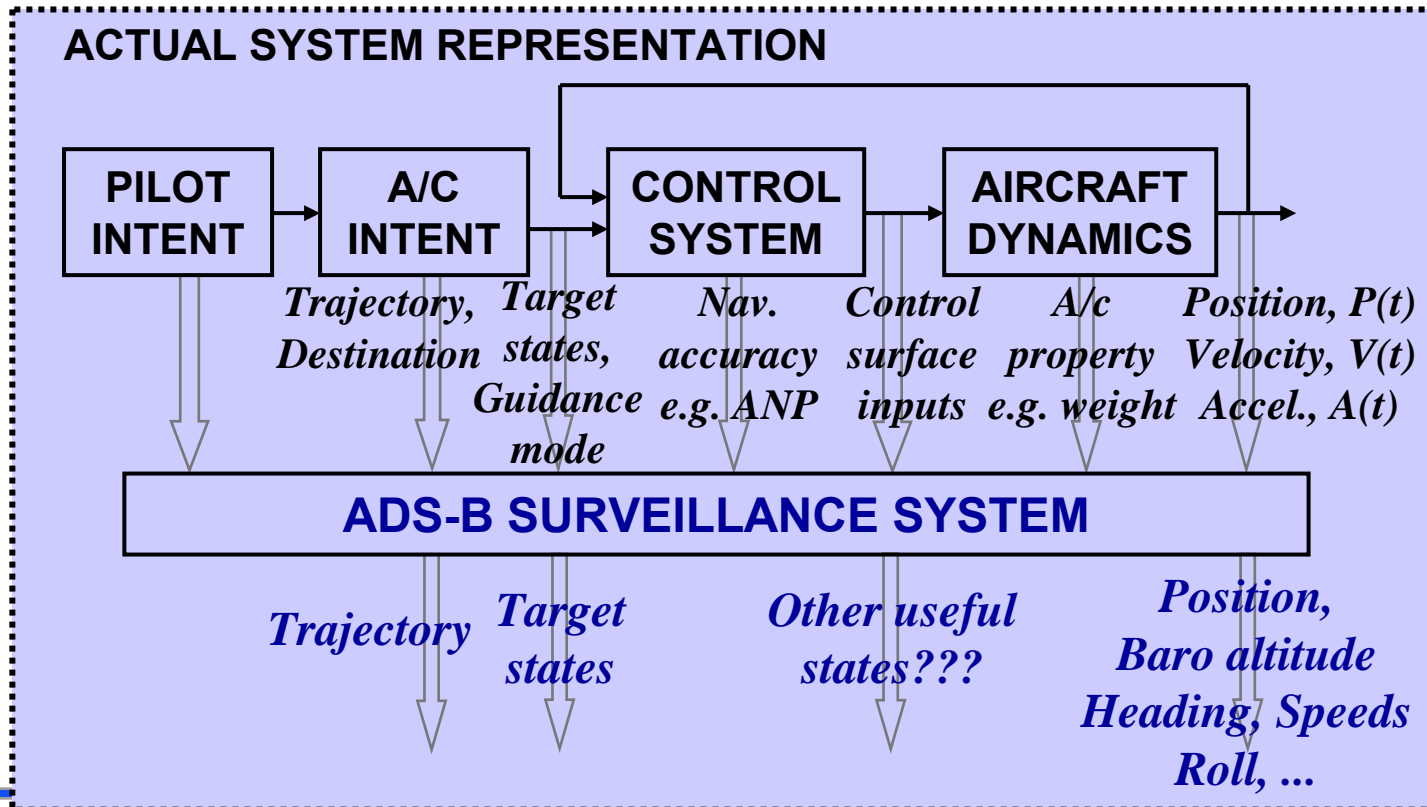 ACTUAL SYSTEM REPRESENTATION
PILOT
INTENT
A/C
INTENT
CONTROL
SYSTEM
AIRCRAFT
DYNAMICS
Trajectory,
Destination
Target
states,
Guidance
mode
Nav.
accuracy
e.g. ANP
Control
surface
inputs
A/c
property
e.g. weight
Position, P(t)
Velocity, V(t)
Accel., A(t)
ADS-B SURVEILLANCE SYSTEM
Trajectory
Target
states
Other useful
states???
Position,
Baro altitude
Heading, Speeds
Roll, ...